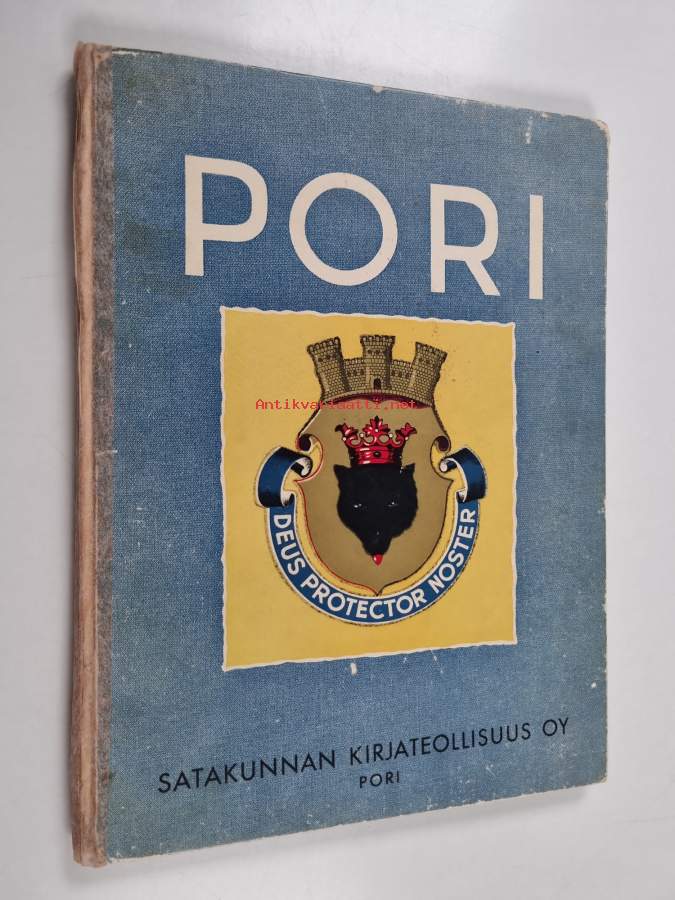 PORI
Antikvariaatti.net
DEUS PROTECTOR NOSTER
SATAKUNNAN KIRJATEOLLISUUS OY
PORI